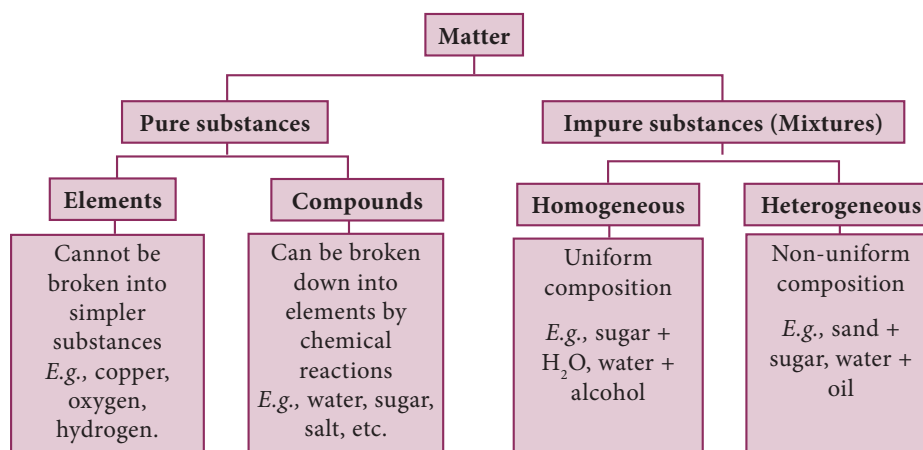 Matter
Pure substances
Impure substances (Mixtures)
Elements
Compounds
Homogeneous
Heterogeneous
Cannot be
broken into
simpler
substances
E.g., copper,
oxygen,
hydrogen.
Can be broken
down into
elements by
chemical
reactions
E.g., water, sugar,
salt, etc.
Uniform
composition
E.g., sugar +
H₂O, water +
alcohol
Non-uniform
composition
E.g., sand +
sugar, water +
oil